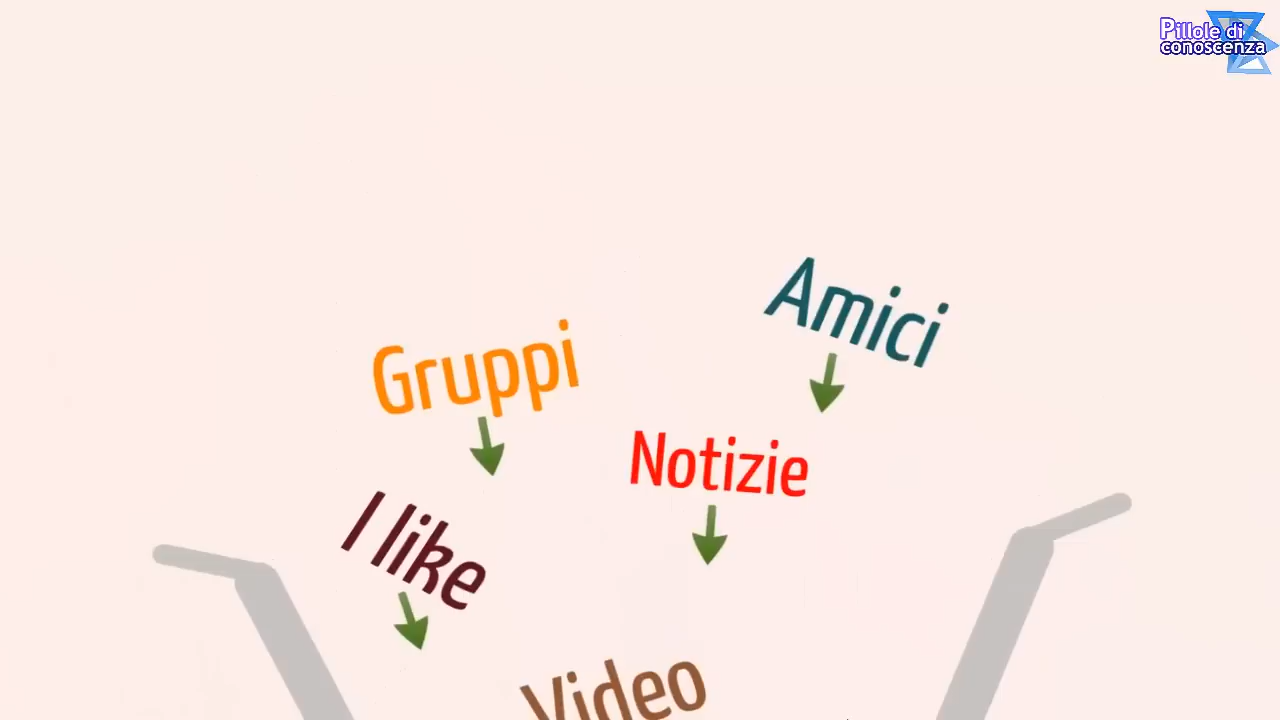 Pillole di
conoscenza
Amici
Gruppi
Notizie
I like
Video